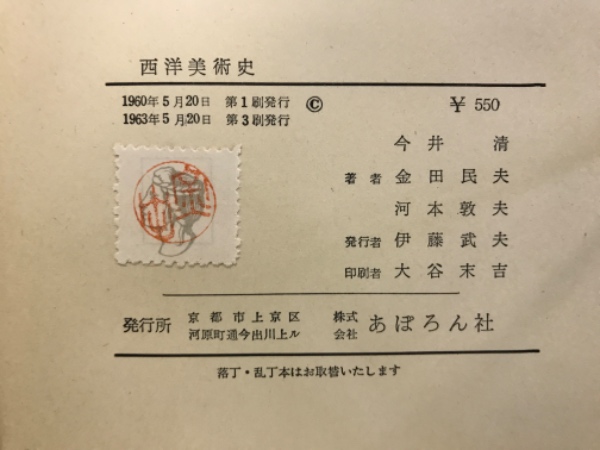 西洋美術史
1960年5月20日 第1刷発行 © ¥ 550
1963年5月20日 第3刷発行
今井 清
著者 金田民夫
河本敦夫
発行者 伊藤武夫
印刷者 大谷末吉
発行所 京都市上京区 株式 あぽろん社
河原町通今出川上ル 会社
落丁・乱丁本はお取替いたします